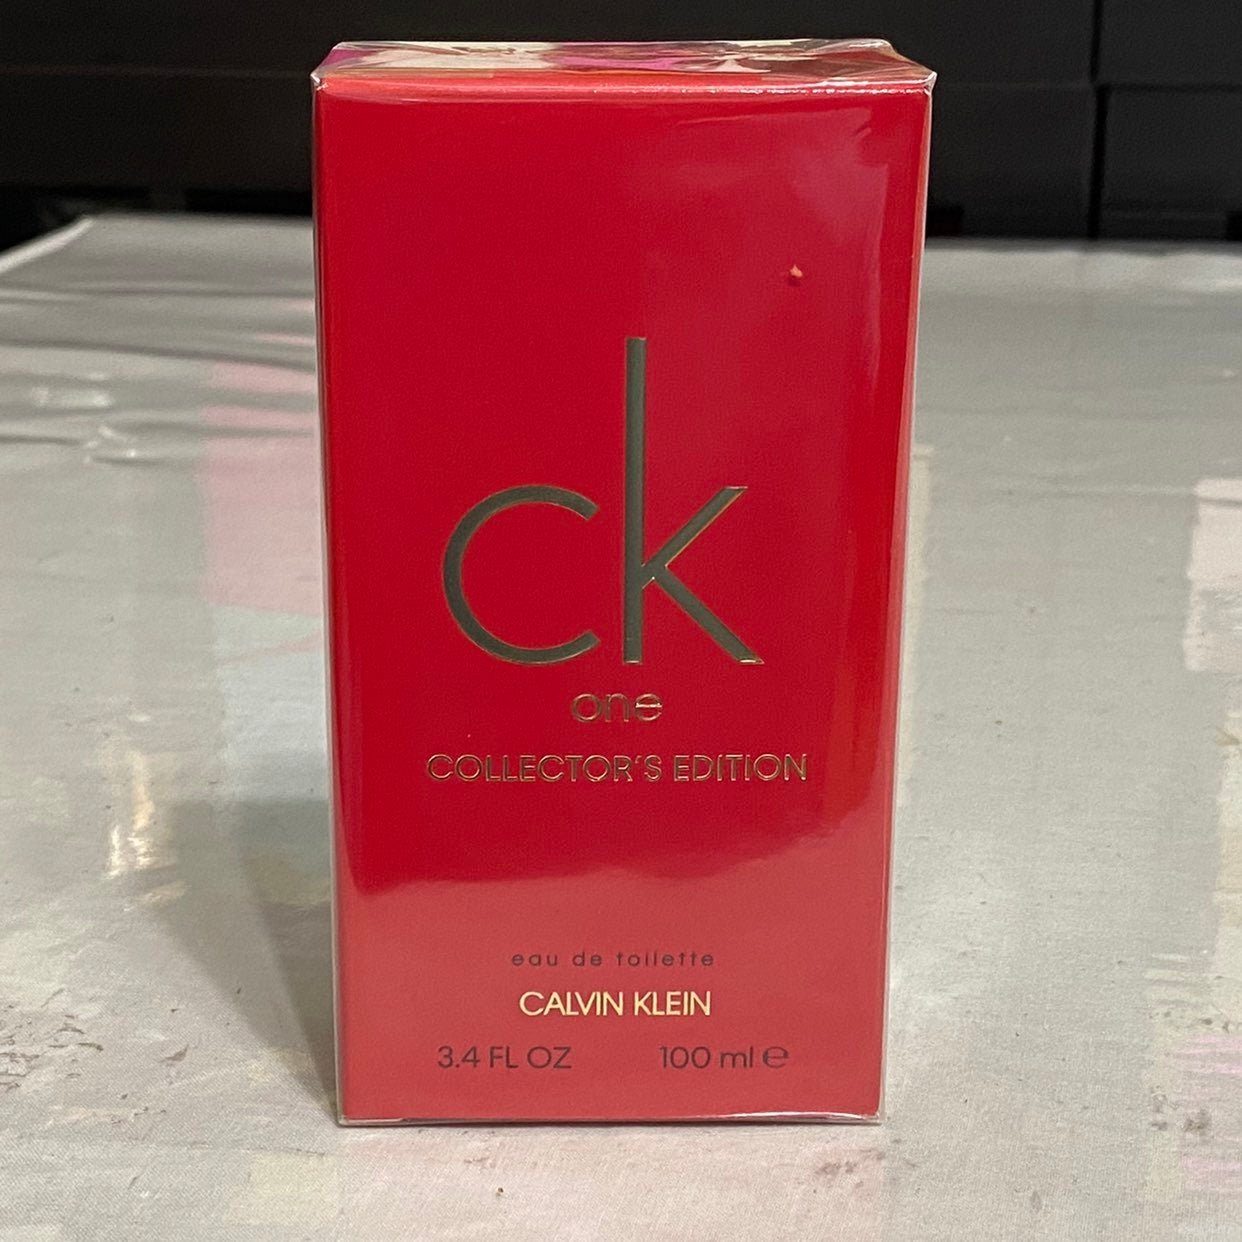 ck
one
COLLECTOR'S EDITION
eau de toilette
CALVIN KLEIN
3.4 FL OZ 100 ml ℮